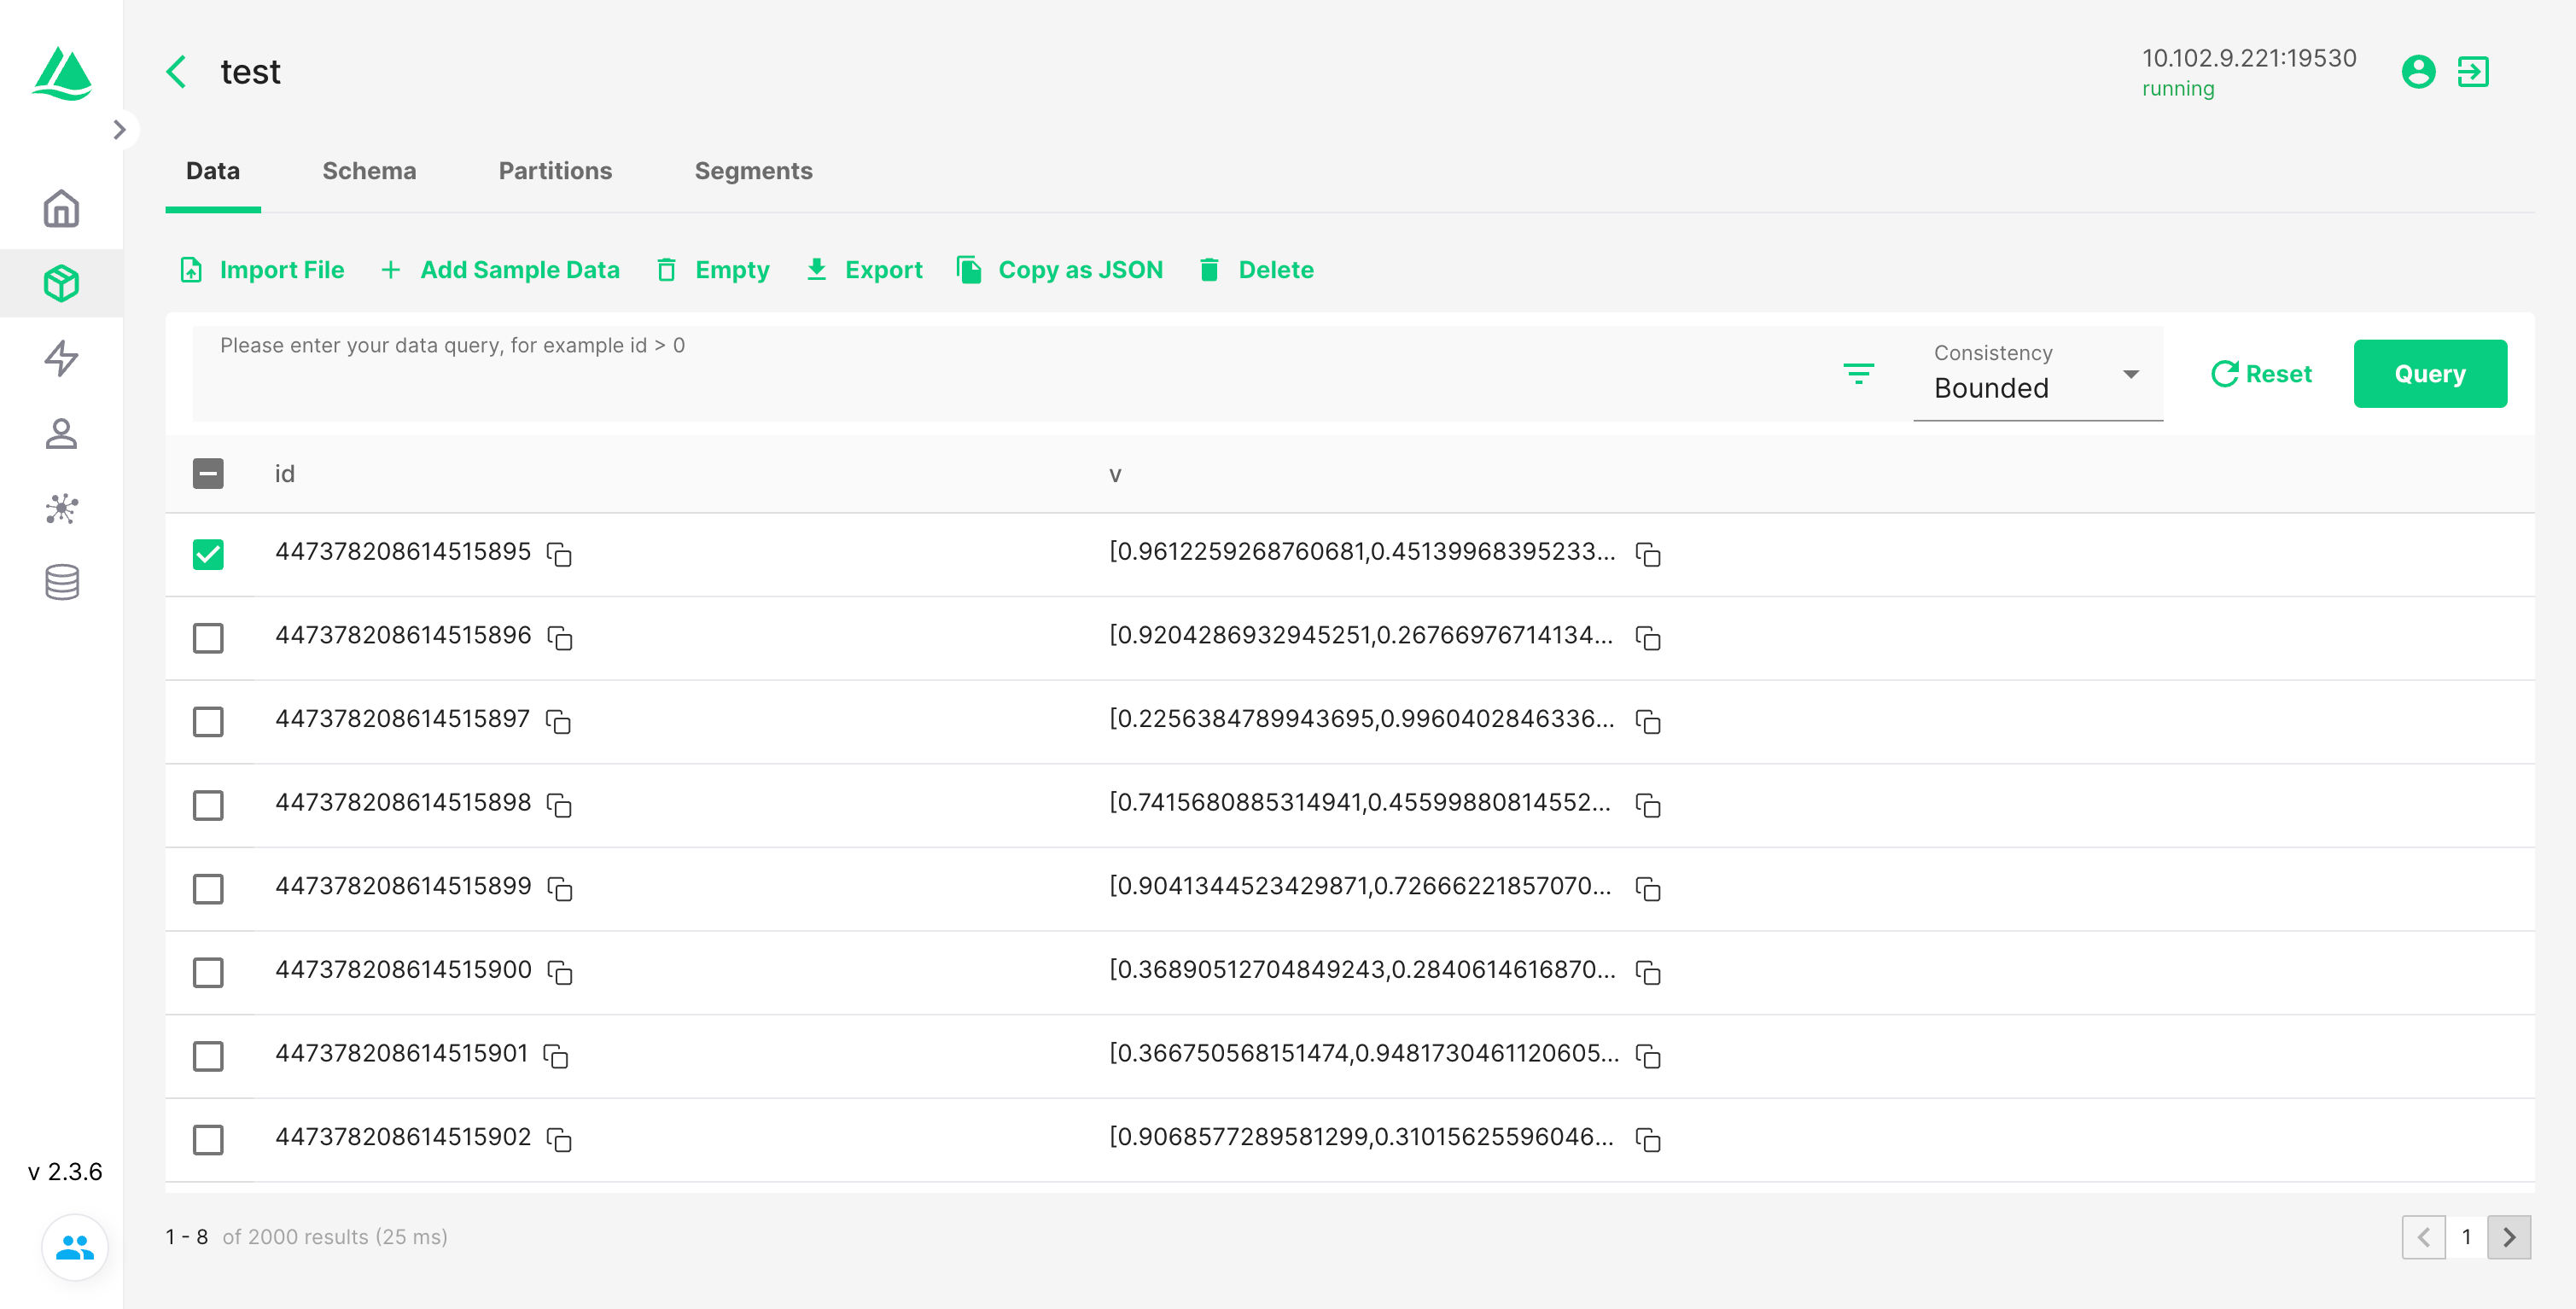 test
10.102.9.221:19530
running
Data Schema Partitions Segments
Import File Add Sample Data Empty Export Copy as JSON Delete
Please enter your data query, for example id > 0
Consistency
Bounded
Reset
Query
id v
447378208614515895 [0.9612259268760681,0.45139968395233...
447378208614515896 [0.9204286932945251,0.26766976714134...
447378208614515897 [0.2256384789943695,0.9960402846336...
447378208614515898 [0.7415680885314941,0.45599880814552...
447378208614515899 [0.9041344523429871,0.72666221857070...
447378208614515900 [0.36890512704849243,0.2840614616870...
447378208614515901 [0.366750568151474,0.9481730461120605...
447378208614515902 [0.9068577289581299,0.31015625596046...
v 2.3.6
1 - 8 of 2000 results (25 ms)
1